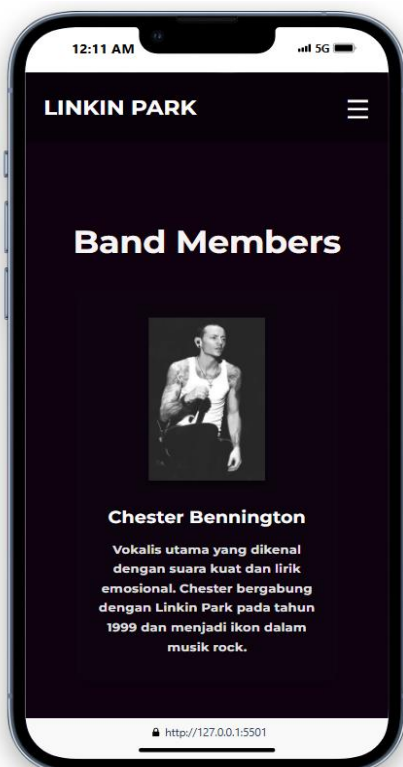 12:11 AM 5G
LINKIN PARK
Band Members
Chester Bennington
Vokalis utama yang dikenal
dengan suara kuat dan lirik
emosional. Chester bergabung
dengan Linkin Park pada tahun
1999 dan menjadi ikon dalam
musik rock.
http://127.0.0.1:5501